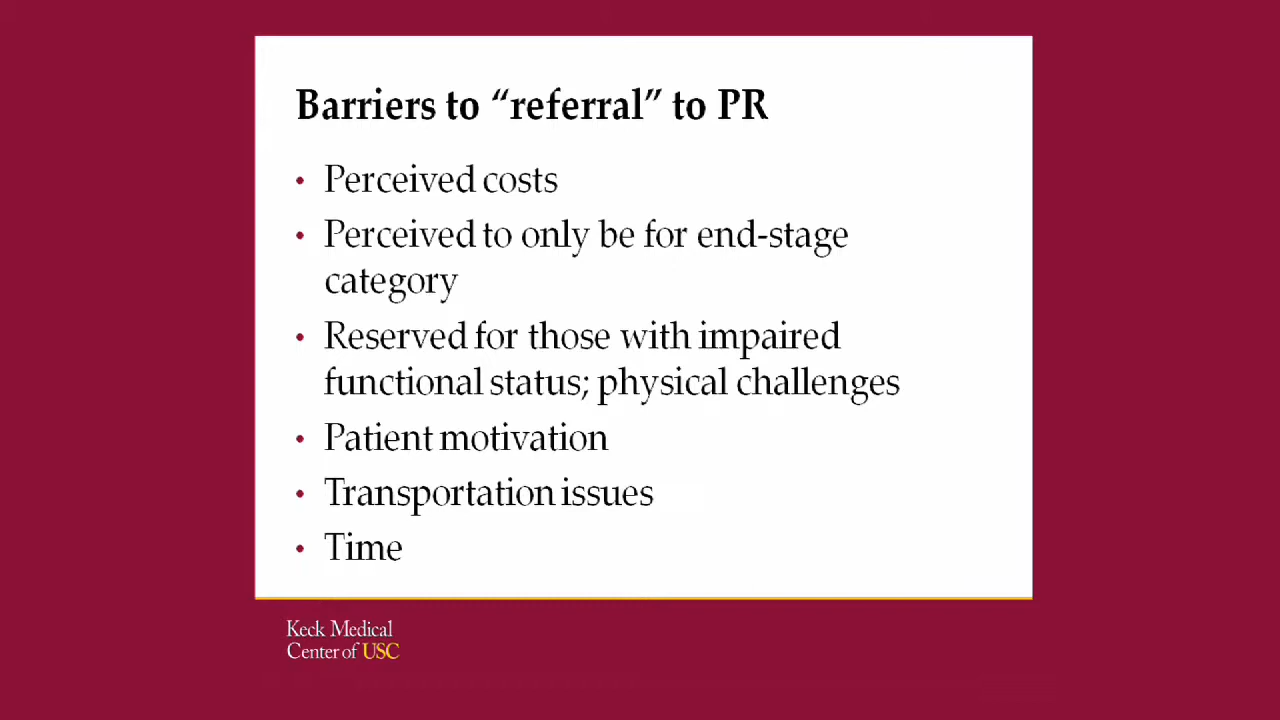 Barriers to “referral” to PR
• Perceived costs
• Perceived to only be for end-stage
category
• Reserved for those with impaired
functional status; physical challenges
• Patient motivation
• Transportation issues
• Time
Keck Medical
Center of USC